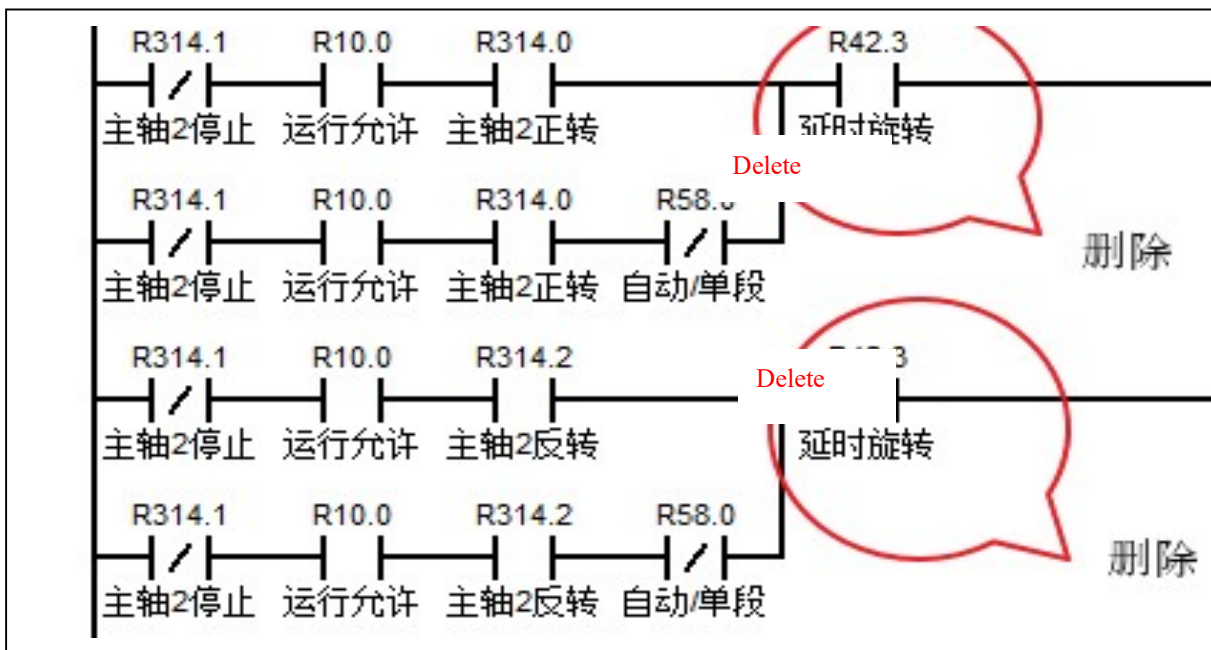 R314.1 R10.0 R314.0 R42.3
主轴2停止 运行允许 主轴2正转 延时旋转
Delete
R314.1 R10.0 R314.0
删除
主轴2停止 运行允许 主轴2正转 自动/单段
R314.1 R10.0 R314.2
Delete
主轴2停止 运行允许 主轴2反转 延时旋转
R314.1 R10.0 R314.2 R58.0
删除
主轴2停止 运行允许 主轴2反转 自动/单段